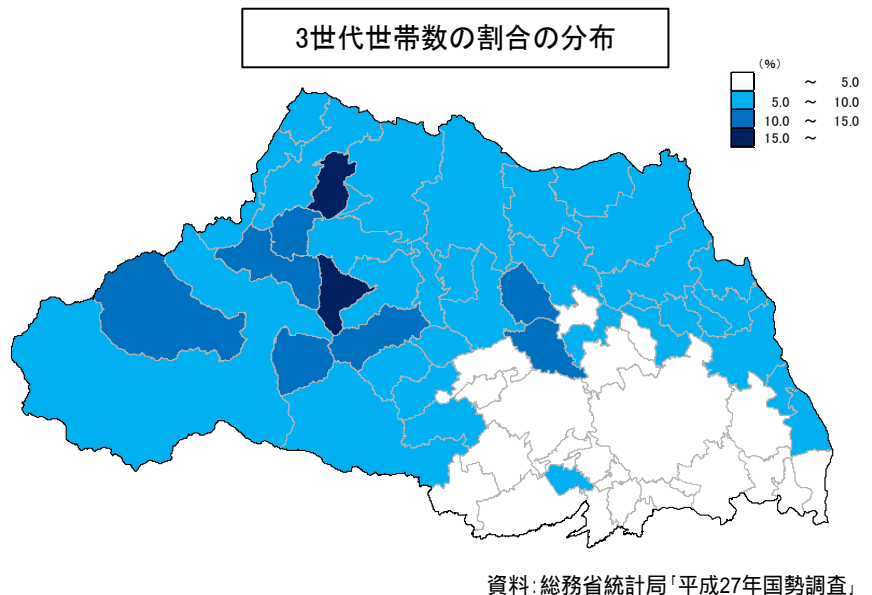 3世代世帯数の割合の分布
（%）
～ 5.0
5.0 ～ 10.0
10.0 ～ 15.0
15.0 ～
資料：総務省統計局「平成27年国勢調査」